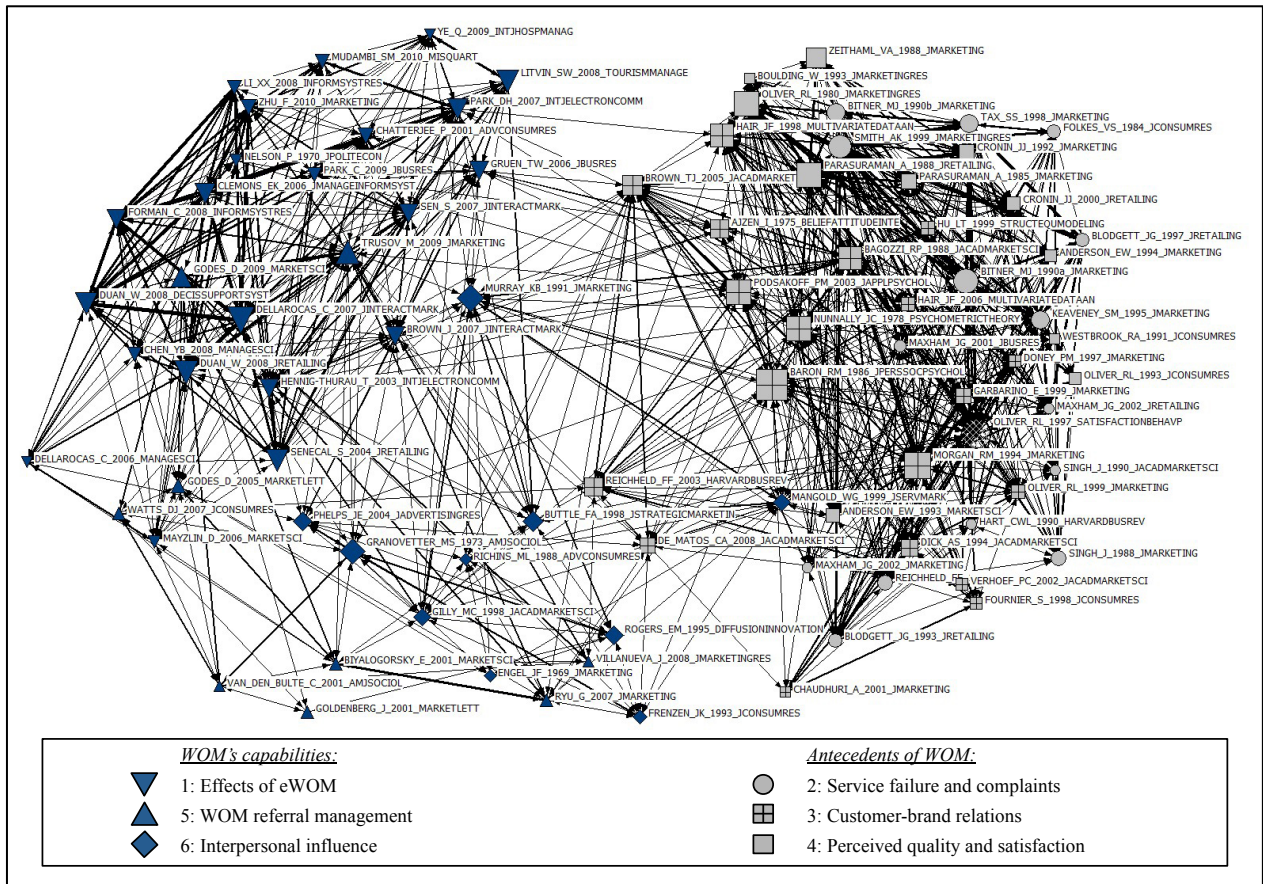 YE_Q_2009_INTJHOSPMANAG
MUDAMBI_SM_2010_MISQUART
ZEITHAML_VA_1988_JMARKETING
LITVIN_SW_2008_TOURISMMANAGE
BOULDING_W_1993_JMARKETINGRES
LI_XX_2008_INFORMSYSTRES
OLIVER_RL_1980_JMARKETINGRES
ZHU_F_2010_JMARKETING
PARK_DH_2007_INTJELECTRONCOMM
BITNER_MJ_1990b_JMARKETING
TAX_SS_1998_JMARKETING
CHATTERJEE_P_2001_ADVCONSUMRES
HAIR_JF_1998_MULTIVARIATEDATAAN
FOLKES_VS_1984_JCONSUMRES
SMITH_AK_1999_JMARKETINGRES
CRONIN_JJ_1992_JMARKETING
NELSON_P_1970_JPOLITECON
GRUEN_TW_2006_JBUSRES
PARASURAMAN_A_1988_JRETAILING
PARK_C_2009_JBUSRES
PARASURAMAN_A_1985_JMARKETING
CLEMONS_EK_2006_JMANAGEINFORMSYST
BROWN_TJ_2005_JACADMARKET
CRONIN_JJ_2000_JRETAILING
FORMAN_C_2008_INFORMSYSTRES
SEN_S_2007_JINTERACTMARK
AJZEN_I_1975_BELIEFATTITUDEINTE
HU_LT_1999_STRUCTEQUMODELING
BLODGETT_JG_1997_JRETAILING
TRUSOV_M_2009_JMARKETING
BAGOZZI_RP_1988_JACADMARKETSCI
ANDERSON_EW_1994_JMARKETING
GODES_D_2009_MARKETSCI
BITNER_MJ_1990a_JMARKETING
DUAN_W_2008_DECISSUPPORTSYST
MURRAY_KB_1991_JMARKETING
PODSAKOFF_PM_2003_JAPPLPSYCHOL
HAIR_JF_2006_MULTIVARIATEDATAAN
DELLAROCAS_C_2007_JINTERACTMARK
KEAVENEY_SM_1995_JMARKETING
BROWN_J_2007_JINTERACTMARK
NUNNALLY_JC_1978_PSYCHOMETRICTHEORY
WESTBROOK_RA_1991_JCONSUMRES
MAXHAM_JG_2001_JBUSRES
CHEN_YB_2008_MANAGESCI
DUAN_W_2008_JRETAILING
DONEY_PM_1997_JMARKETING
BARON_RM_1986_JPERSSOCPSYCHOL
OLIVER_RL_1993_JCONSUMRES
HENNIG-THURAU_T_2003_INTJELECTRONCOMM
GARBARINO_E_1999_JMARKETING
MAXHAM_JG_2002_JRETAILING
OLIVER_RL_1997_SATISFACTIONBEHAVP
DELLAROCAS_C_2006_MANAGESCI
SENECAL_S_2004_JRETAILING
MORGAN_RM_1994_JMARKETING
SINGH_J_1990_JACADMARKETSCI
GODES_D_2005_MARKETLETT
REICHHELD_FF_2003_HARVARDBUSREV
OLIVER_RL_1999_JMARKETING
MANGOLD_WG_1999_JSERVMARK
WATTS_DJ_2007_JCONSUMRES
PHELPS_JE_2004_JADVERTISINGRES
BUTTLE_FA_1998_JSTRATEGICMARKETIN
ANDERSON_EW_1993_MARKETSCI
HART_CWL_1990_HARVARDBUSREV
MAYZLIN_D_2006_MARKETSCI
GRANOVETTER_MS_1973_AMJSOCIOL
DE_MATOS_CA_2008_JACADMARKETSCI
DICK_AS_1994_JACADMARKETSCI
RICHINS_ML_1988_ADVCONSUMRES
SINGH_J_1988_JMARKETING
MAXHAM_JG_2002_JMARKETING
REICHHELD_FF
VERHOEF_PC_2002_JACADMARKETSCI
FOURNIER_S_1998_JCONSUMRES
GILLY_MC_1998_JACADMARKETSCI
ROGERS_EM_1995_DIFFUSIONINNOVATION
BLODGETT_JG_1993_JRETAILING
BIYALOGORSKY_E_2001_MARKETSCI
VILLANUEVA_J_2008_JMARKETINGRES
ENGEL_JF_1969_JMARKETING
VAN_DEN_BULTE_C_2001_AMJSOCIOL
CHAUDHURI_A_2001_JMARKETING
RYU_G_2007_JMARKETING
GOLDENBERG_J_2001_MARKETLETT
FRENZEN_JK_1993_JCONSUMRES
WOM's capabilities:
1: Effects of eWOM
5: WOM referral management
6: Interpersonal influence
Antecedents of WOM:
2: Service failure and complaints
3: Customer-brand relations
4: Perceived quality and satisfaction